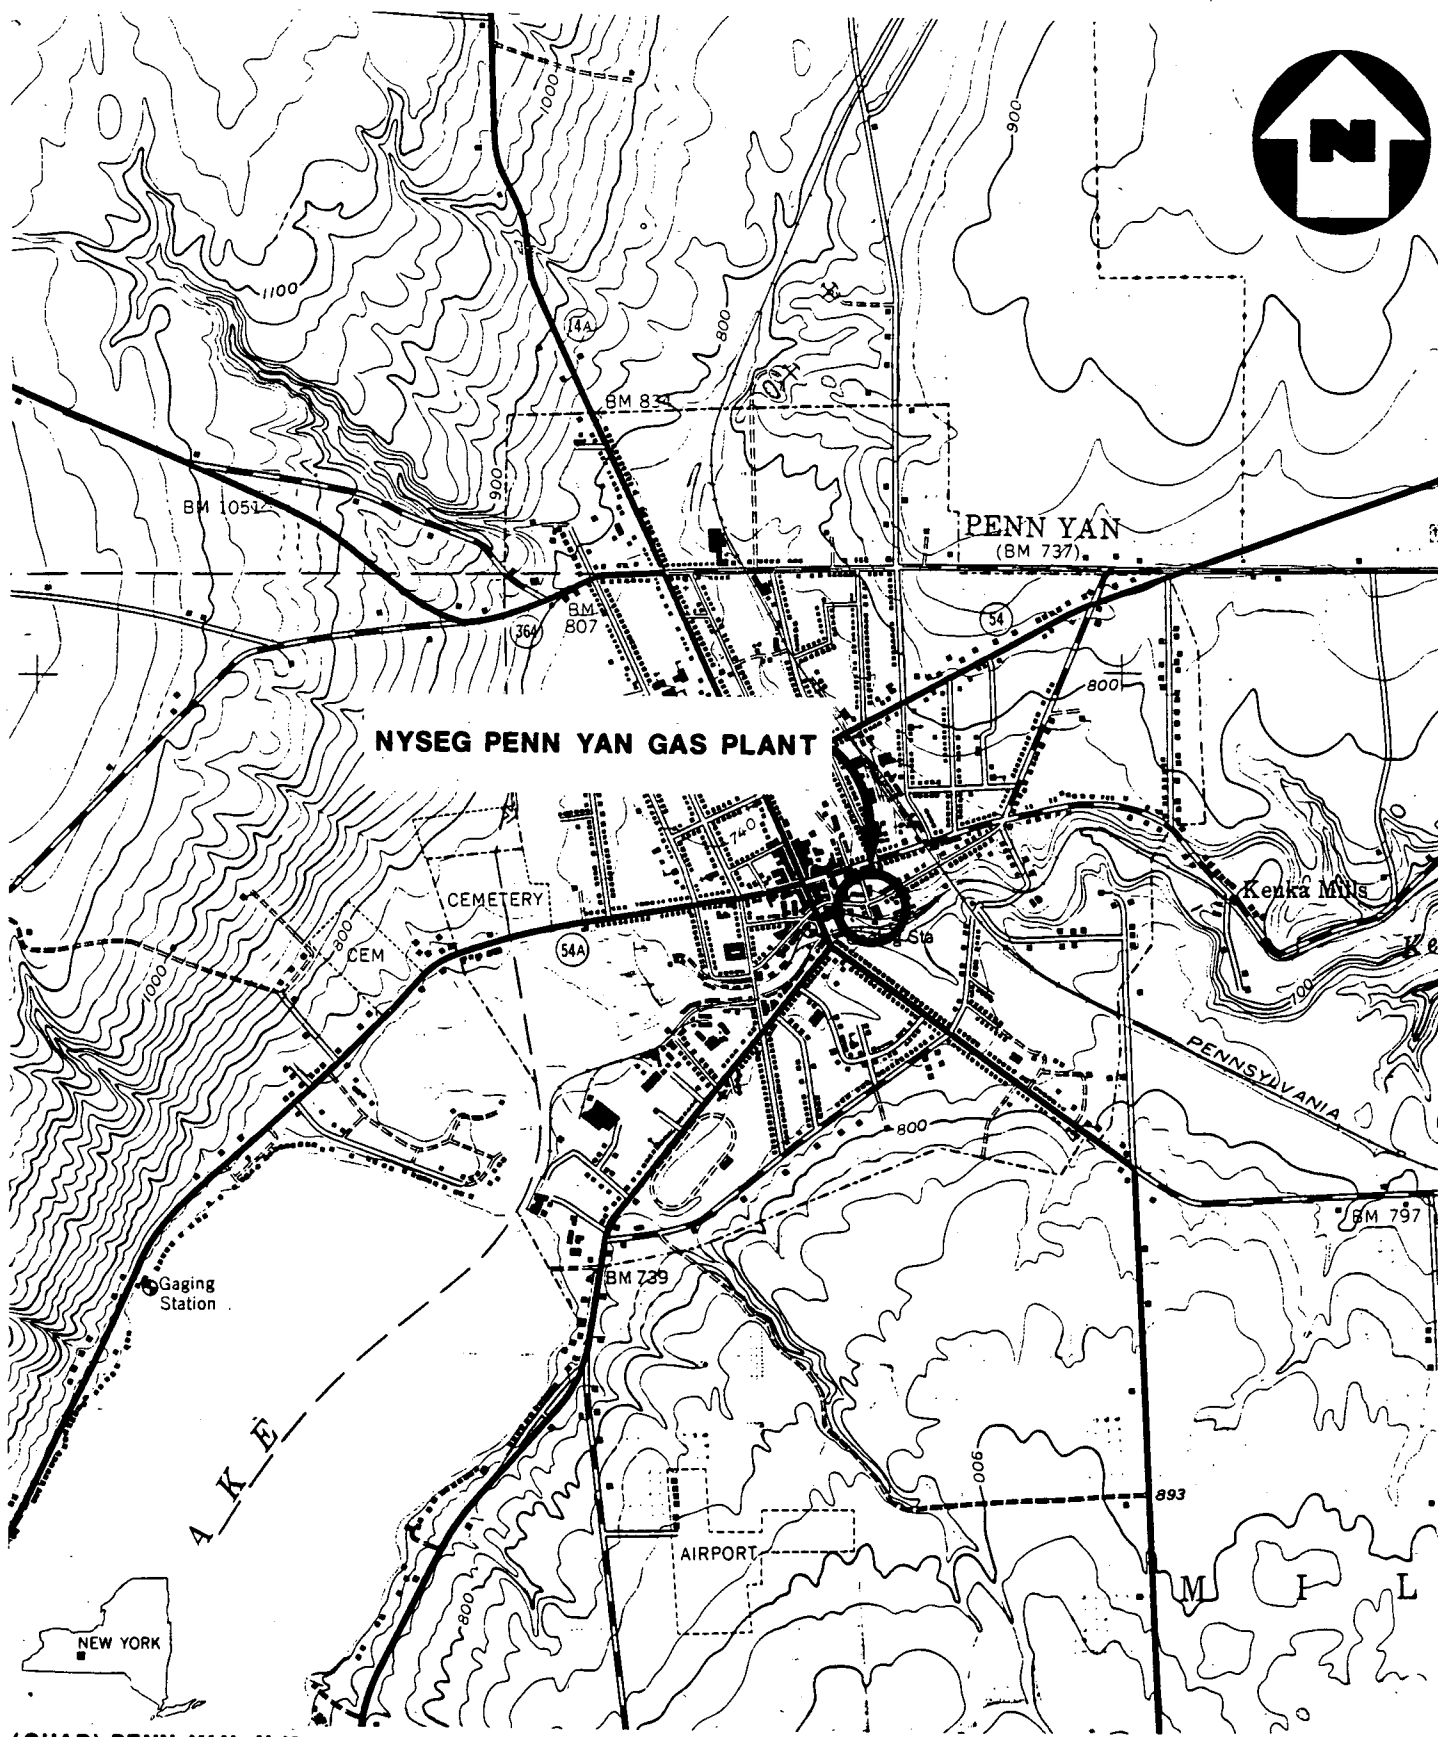 1000
900
N
1100
14A
800
BM 834
900
BM 1051
PENN YAN
(BM 737)
BM
807
364
54
800
NYSEG PENN YAN GAS PLANT
740
CEMETERY
Keuka Mills
800
CEM
54A
Sta
Ke
1000
700
PENNSYLVANIA
800
BM 797
Gaging
Station
BM 739
A K E
900
893
AIRPORT
M I L
800
NEW YORK